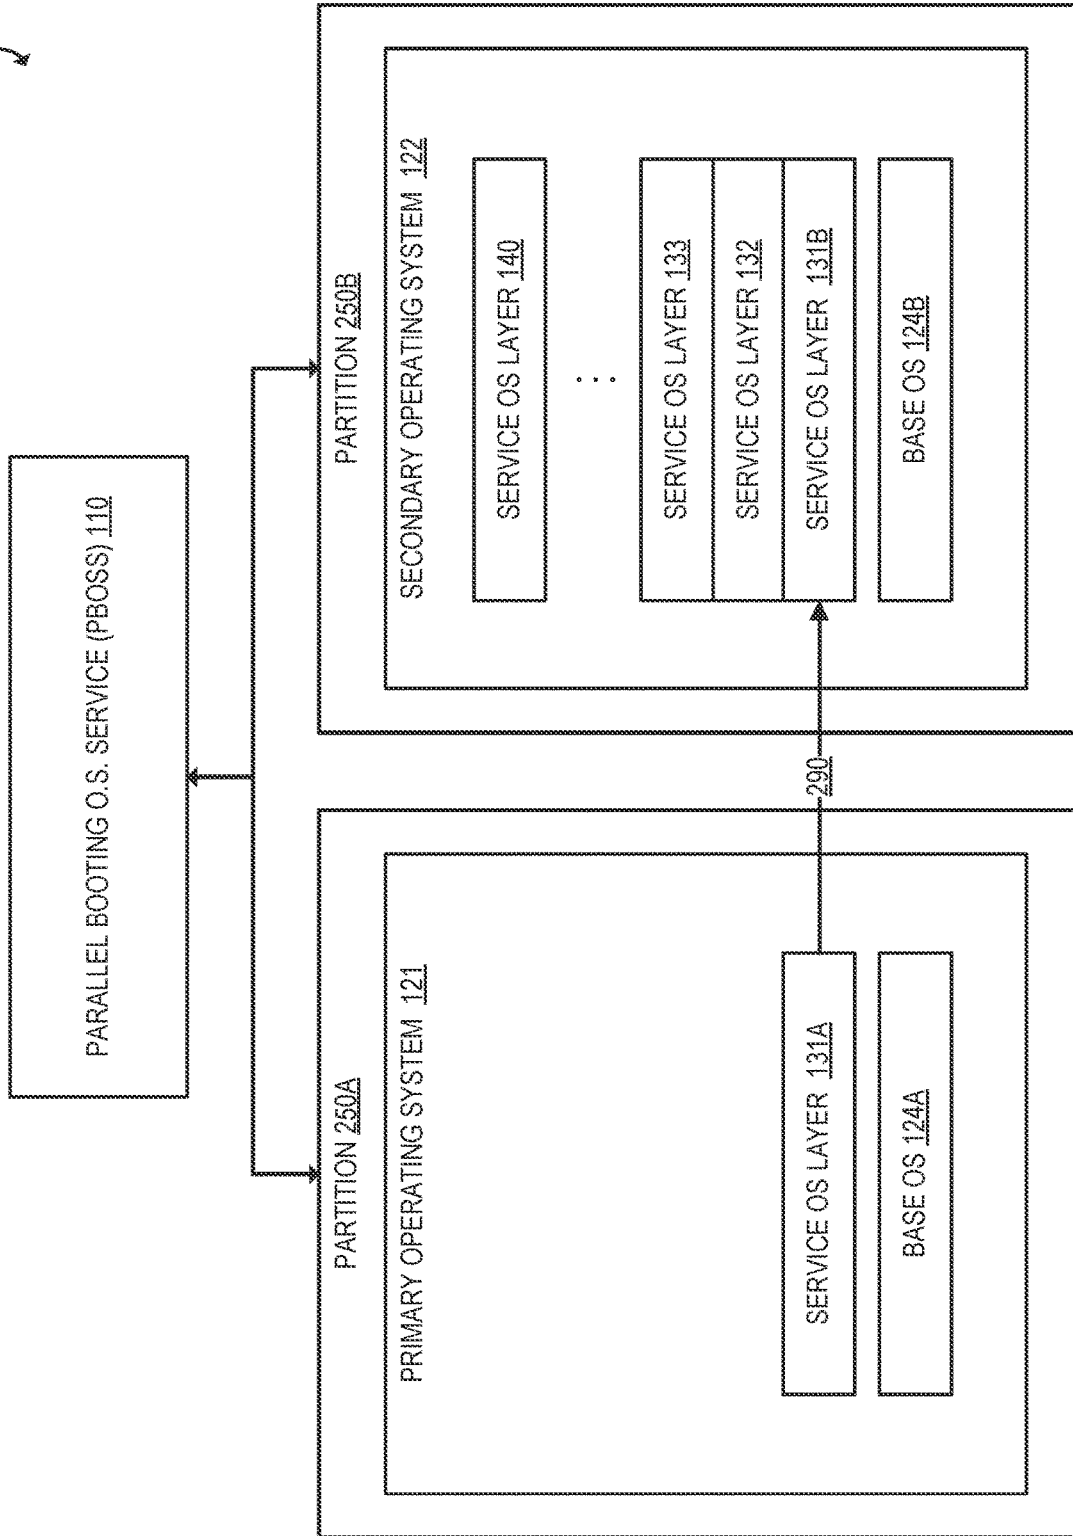 PARALLEL BOOTING O.S. SERVICE (PBOSS) 110
PARTITION 250A
PRIMARY OPERATING SYSTEM 121
SERVICE OS LAYER 131A
BASE OS 124A
290
PARTITION 250B
SECONDARY OPERATING SYSTEM 122
SERVICE OS LAYER 140
...
SERVICE OS LAYER 133
SERVICE OS LAYER 132
SERVICE OS LAYER 131B
BASE OS 124B